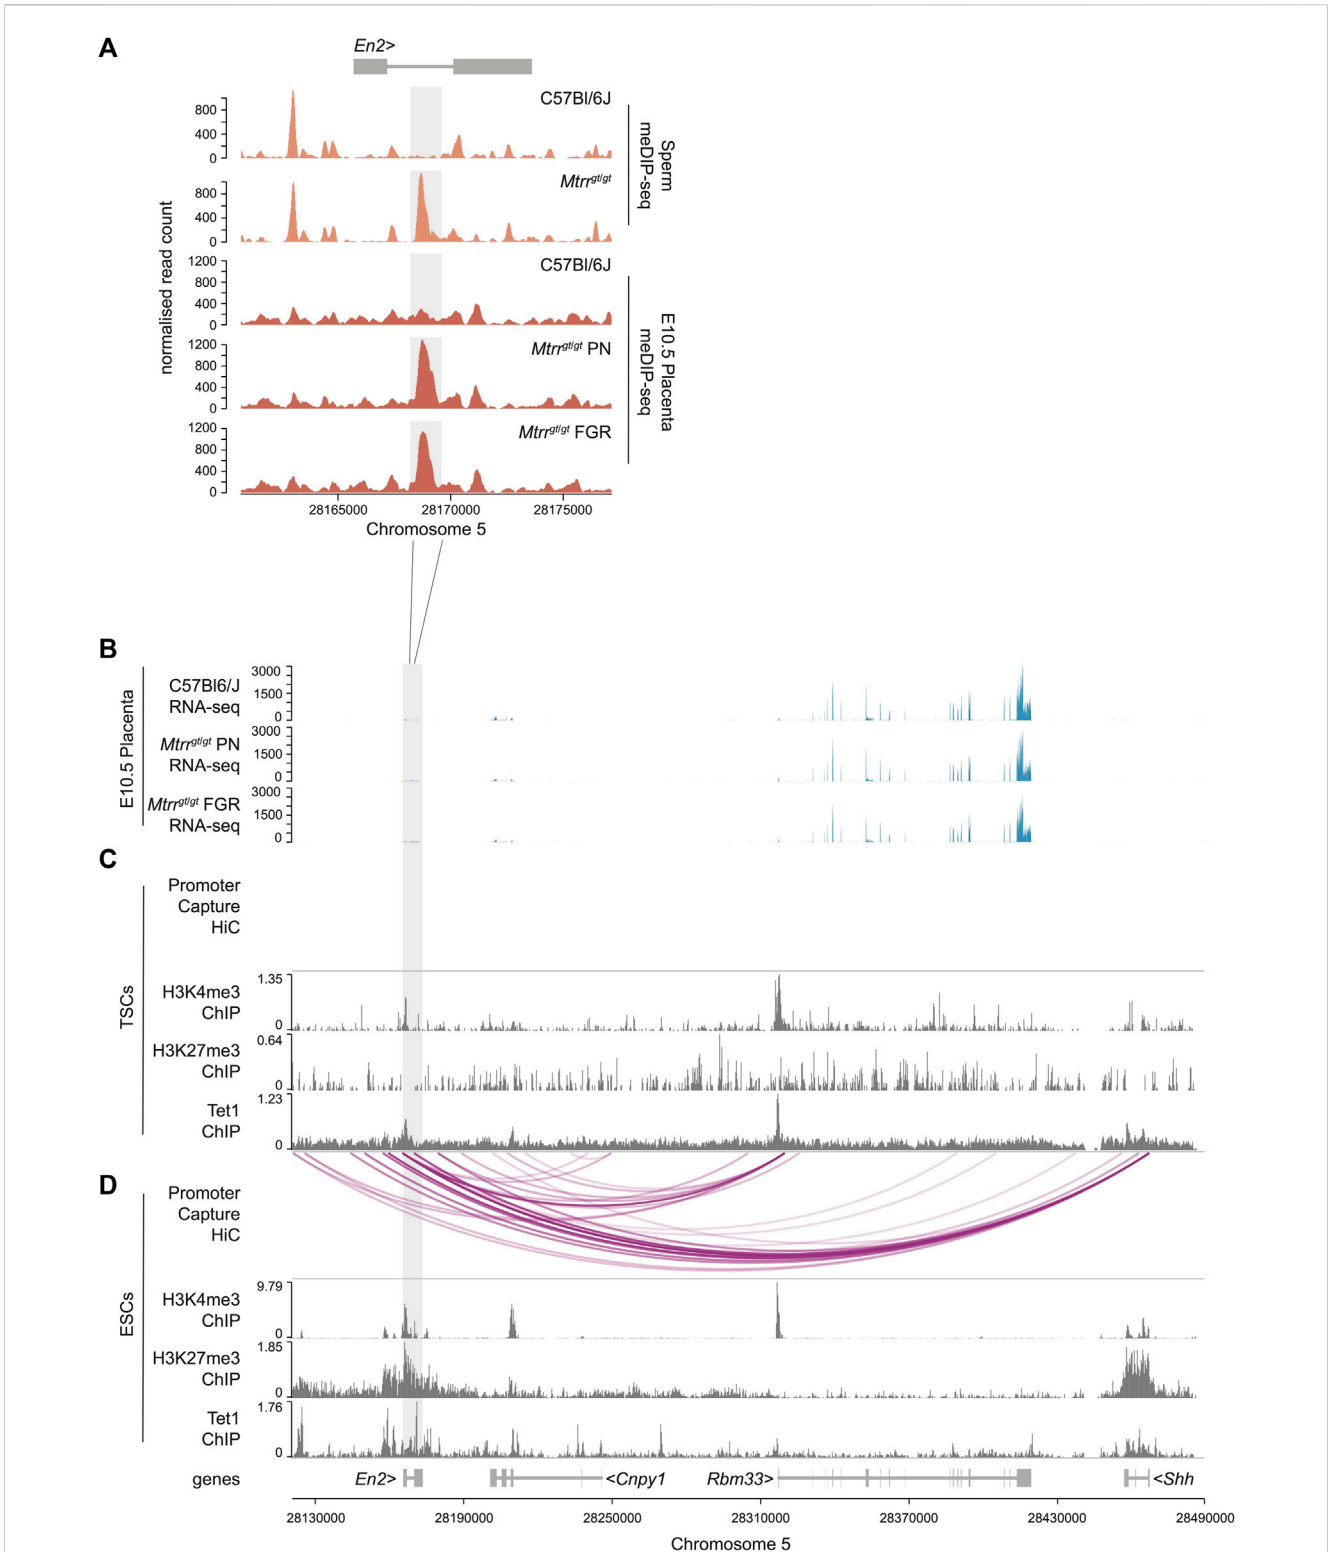 A
En2>
C57Bl/6J
800
400
0
Mtrrgt/gt
800
400
0
Sperm
meDIP-seq
C57Bl/6J
1200
800
400
0
Mtrrgt/gt PN
1200
800
400
0
Mtrrgt/gt FGR
1200
800
400
0
E10.5 Placenta
meDIP-seq
normalised read count
28165000 28170000 28175000
Chromosome 5
B
E10.5 Placenta
C57Bl6/J
RNA-seq
3000
1500
0
Mtrrgt/gt PN
RNA-seq
3000
1500
0
Mtrrgt/gt FGR
RNA-seq
3000
1500
0
C
TSCs
Promoter
Capture
HiC
H3K4me3
ChIP
1.35
0
H3K27me3
ChIP
0.64
0
Tet1
ChIP
1.23
0
D
ESCs
Promoter
Capture
HiC
H3K4me3
ChIP
9.79
0
H3K27me3
ChIP
1.85
0
Tet1
ChIP
1.76
0
genes
En2> <Cnpy1 Rbm33> <Shh
28130000 28190000 28250000 28310000 28370000 28430000 28490000
Chromosome 5